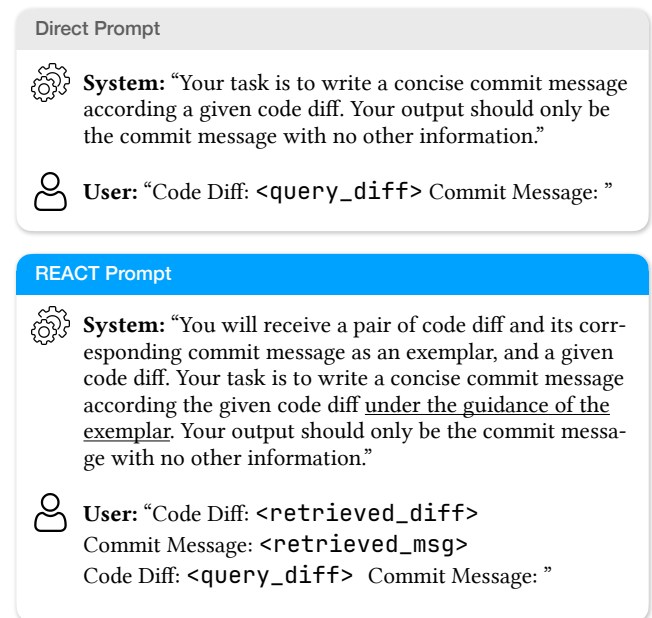 Direct Prompt
System: “Your task is to write a concise commit message
according a given code diff. Your output should only be
the commit message with no other information.”
User: “Code Diff: <query_diff> Commit Message: ”
REACT Prompt
System: “You will receive a pair of code diff and its corr-
esponding commit message as an exemplar, and a given
code diff. Your task is to write a concise commit message
according the given code diff under the guidance of the
exemplar. Your output should only be the commit messa-
ge with no other information.”
User: “Code Diff: <retrieved_diff>
Commit Message: <retrieved_msg>
Code Diff: <query_diff> Commit Message: ”